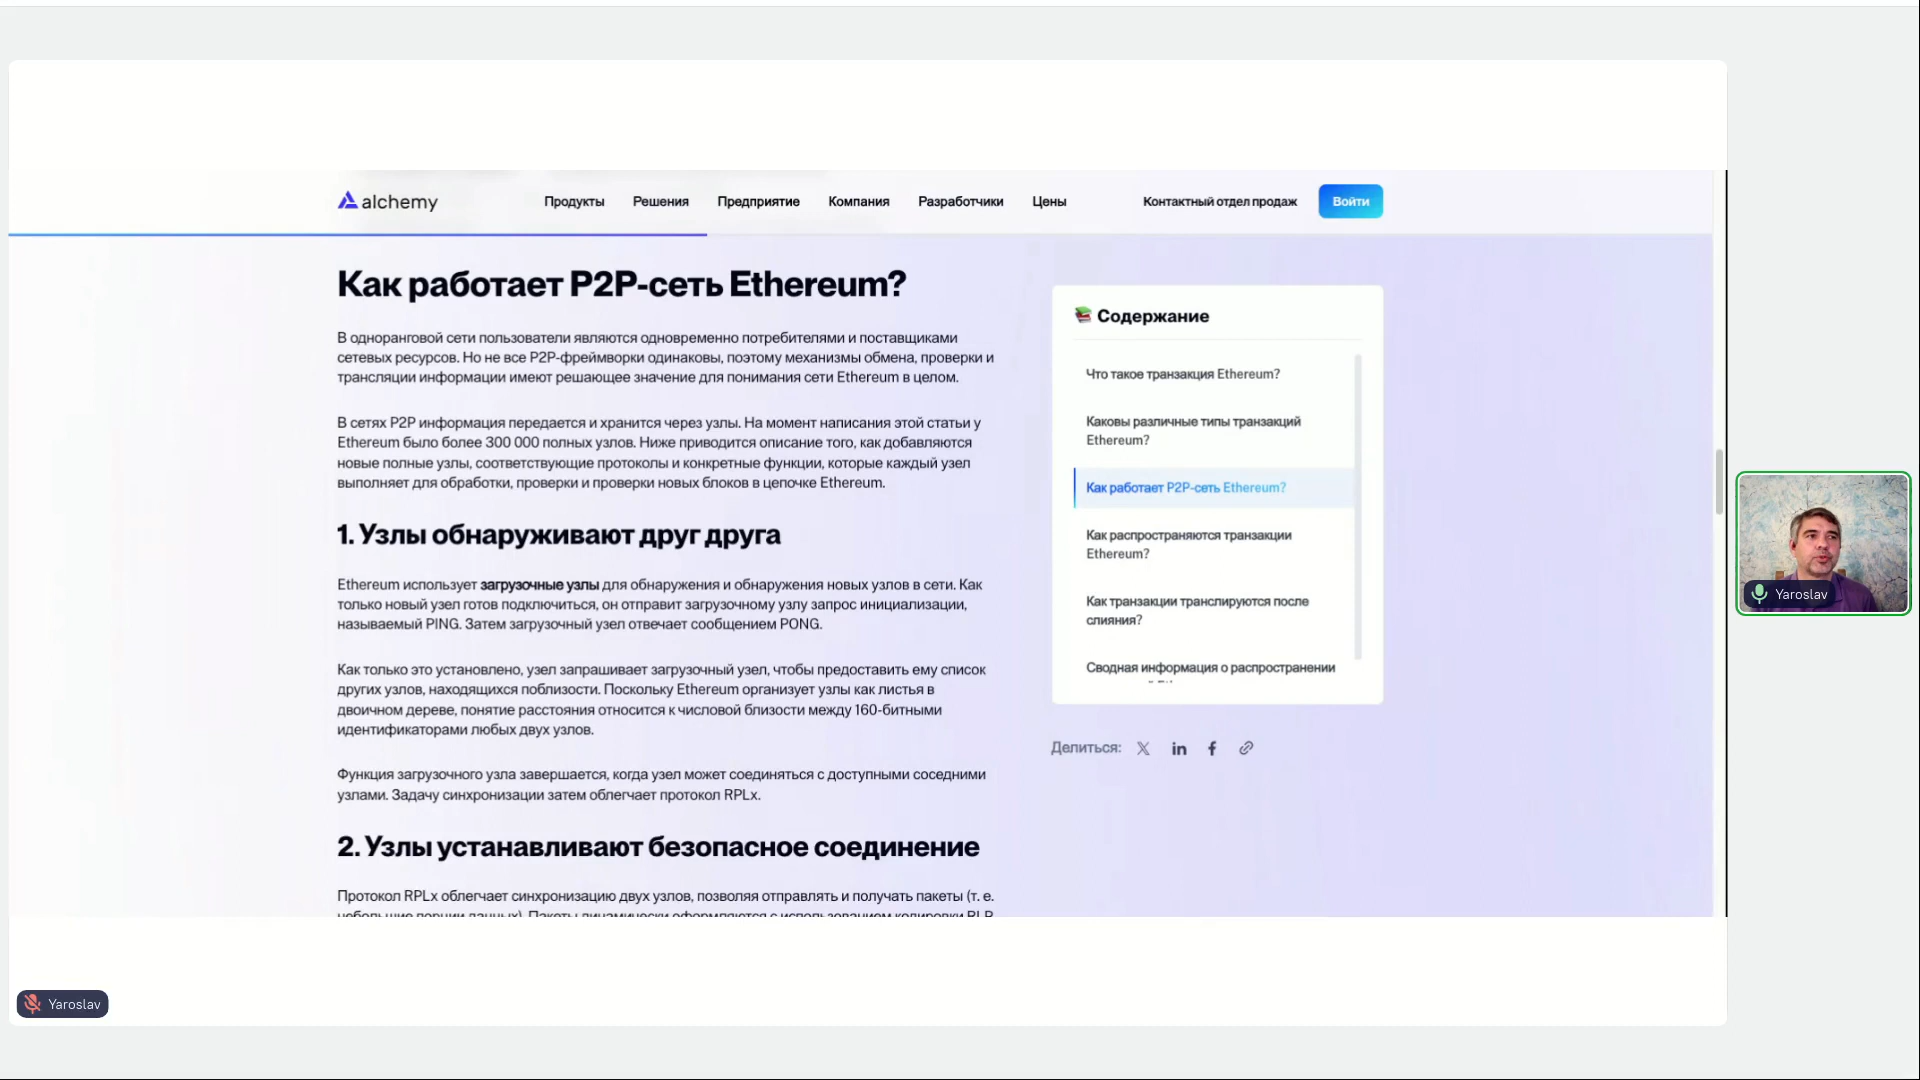 alchemy
Продукты
Решения
Предприятие
Компания
Разработчики
Цены
Контактный отдел продаж
Войти
Как работает P2P-сеть Ethereum?
В одноранговой сети пользователи являются одновременно потребителями и поставщиками
сетевых ресурсов. Но не все P2P-фреймворки одинаковы, поэтому механизмы обмена, проверки и
трансляции информации имеют решающее значение для понимания сети Ethereum в целом.
В сетях P2P информация передается и хранится через узлы. На момент написания этой статьи у
Ethereum было более 300 000 полных узлов. Ниже приводится описание того, как добавляются
новые полные узлы, соответствующие протоколы и конкретные функции, которые каждый узел
выполняет для обработки, проверки и проверки новых блоков в цепочке Ethereum.
1. Узлы обнаруживают друг друга
Ethereum использует загрузочные узлы для обнаружения и обнаружения новых узлов в сети. Как
только новый узел готов подключиться, он отправит загрузочному узлу запрос инициализации,
называемый PING. Затем загрузочный узел отвечает сообщением PONG.
Как только это установлено, узел запрашивает загрузочный узел, чтобы предоставить ему список
других узлов, находящихся поблизости. Поскольку Ethereum организует узлы как листья в
двоичном дереве, понятие расстояния относится к числовой близости между 160-битными
идентификаторами любых двух узлов.
Функция загрузочного узла завершается, когда узел может соединяться с доступными соседними
узлами. Задачу синхронизации затем облегчает протокол RPLx.
2. Узлы устанавливают безопасное соединение
Протокол RPLx облегчает синхронизацию двух узлов, позволяя отправлять и получать пакеты (т. е.
небольшие порции данных). Пакеты динамически оформляются с использованием кодировки RLP
Содержание
Что такое транзакция Ethereum?
Каковы различные типы транзакций
Ethereum?
Как работает P2P-сеть Ethereum?
Как распространяются транзакции
Ethereum?
Как транзакции транслируются после
слияния?
Сводная информация о распространении
Делиться:
Yaroslav
Yaroslav